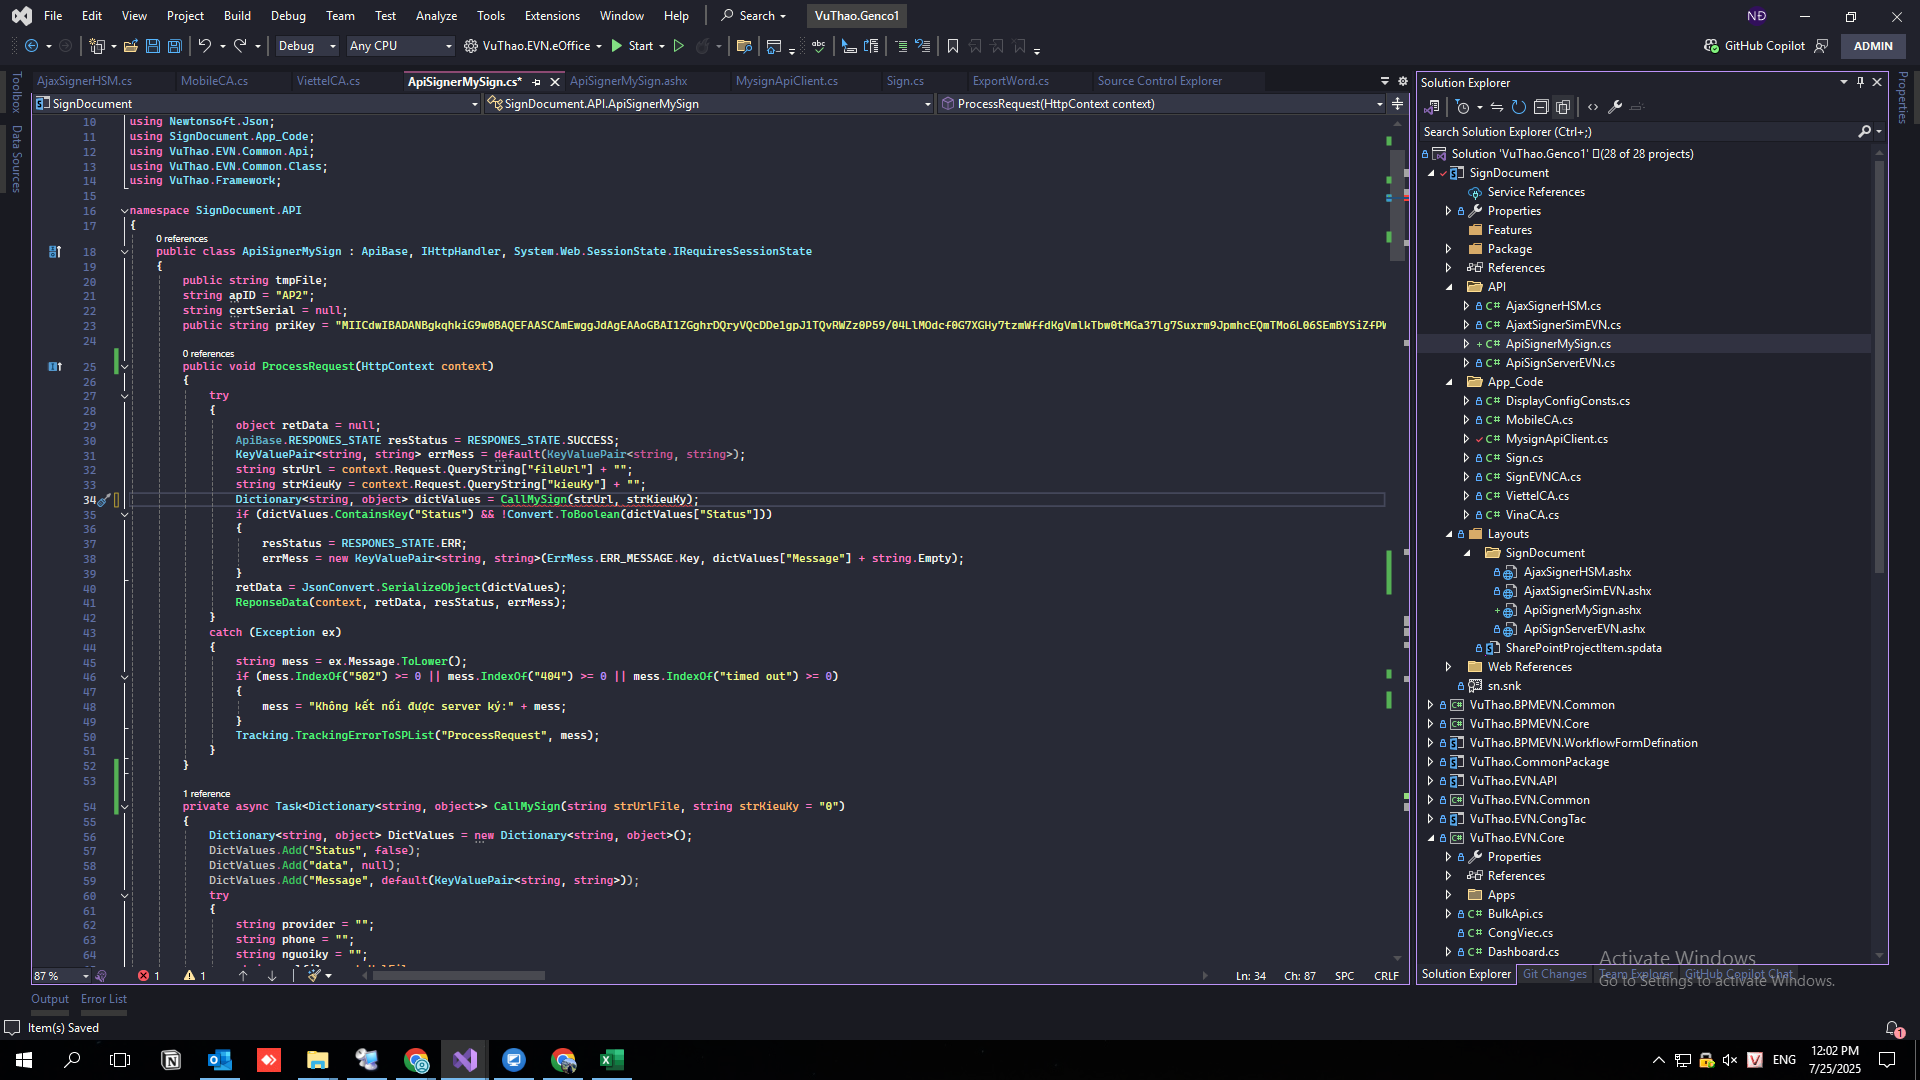 File Edit View Project Build Debug Team Test Analyze Tools Extensions Window Help Search VuThao.Genco1 NĐ
Debug Any CPU VuThao.EVN.eOffice Start GitHub Copilot ADMIN
AjaxSignerHSM.cs MobileCA.cs ViettelCA.cs ApiSignerMySign.cs* ApiSignerMySign.ashx MysignApiClient.cs Sign.cs ExportWord.cs Source Control Explorer
SignDocument SignDocument.API.ApiSignerMySign ProcessRequest(HttpContext context)
Toolbox
Data Sources
10 using Newtonsoft.Json;
11 using SignDocument.App_Code;
12 using VuThao.EVN.Common.Api;
13 using VuThao.EVN.Common.Class;
14 using VuThao.Framework;
15
16 namespace SignDocument.API
17 {
0 references
18 public class ApiSignerMySign : ApiBase, IHttpHandler, System.Web.SessionState.IRequiresSessionState
19 {
20 public string tmpFile;
21 string apID = "AP2";
22 string certSerial = null;
23 public string priKey =
24
0 references
25 public void ProcessRequest(HttpContext context)
26 {
27 try
28 {
29 object retData = null;
30 ApiBase.RESPONES_STATE resStatus = RESPONES_STATE.SUCCESS;
31 KeyValuePair<string, string> errMess = default(KeyValuePair<string, string>);
32 string strUrl = context.Request.QueryString["fileUrl"] + "";
33 string strKieuKy = context.Request.QueryString["kieuKy"] + "";
34 Dictionary<string, object> dictValues = CallMySign(strUrl, strKieuKy);
35 if (dictValues.ContainsKey("Status") && !Convert.ToBoolean(dictValues["Status"]))
36 {
37 resStatus = RESPONES_STATE.ERR;
38 errMess = new KeyValuePair<string, string>(ErrMess.ERR_MESSAGE.Key, dictValues["Message"] + string.Empty);
39 }
40 retData = JsonConvert.SerializeObject(dictValues);
41 ReponseData(context, retData, resStatus, errMess);
42 }
43 catch (Exception ex)
44 {
45 string mess = ex.Message.ToLower();
46 if (mess.IndexOf("502") >= 0 || mess.IndexOf("404") >= 0 || mess.IndexOf("timed out") >= 0)
47 {
48 mess = "Không kết nối được server ký:" + mess;
49 }
50 Tracking.TrackingErrorToSPList("ProcessRequest", mess);
51 }
52 }
53
1 reference
54 private async Task<Dictionary<string, object>> CallMySign(string strUrlFile, string strKieuKy = "0")
55 {
56 Dictionary<string, object> DictValues = new Dictionary<string, object>();
57 DictValues.Add("Status", false);
58 DictValues.Add("data", null);
59 DictValues.Add("Message", default(KeyValuePair<string, string>));
60 try
61 {
62 string provider = "";
63 string phone = "";
64 string nguoiky = "";
87 % 1 1 Ln: 34 Ch: 87 SPC CRLF
Output Error List
Item(s) Saved
Solution Explorer
Search Solution Explorer (Ctrl+;)
Solution 'VuThao.Genco1' (28 of 28 projects)
SignDocument
Service References
Properties
Features
Package
References
API
C# AjaxSignerHSM.cs
C# AjaxtSignerSimEVN.cs
C# ApiSignerMySign.cs
C# ApiSignServerEVN.cs
App_Code
C# DisplayConfigConsts.cs
C# MobileCA.cs
C# MysignApiClient.cs
C# Sign.cs
C# SignEVNCA.cs
C# ViettelCA.cs
C# VinaCA.cs
Layouts
SignDocument
AjaxSignerHSM.ashx
AjaxtSignerSimEVN.ashx
ApiSignerMySign.ashx
ApiSignServerEVN.ashx
SharePointProjectItem.spdata
Web References
sn.snk
VuThao.BPMEVN.Common
VuThao.BPMEVN.Core
VuThao.BPMEVN.WorkflowFormDefination
VuThao.CommonPackage
VuThao.EVN.API
VuThao.EVN.Common
VuThao.EVN.CongTac
VuThao.EVN.Core
Properties
References
Apps
C# BulkApi.cs
C# CongViec.cs
C# Dashboard.cs
Solution Explorer Git Changes Team Explorer GitHub Copilot Chat
Properties
Activate Windows
Go to Settings to activate Windows.
1
ENG
12:02 PM
7/25/2025